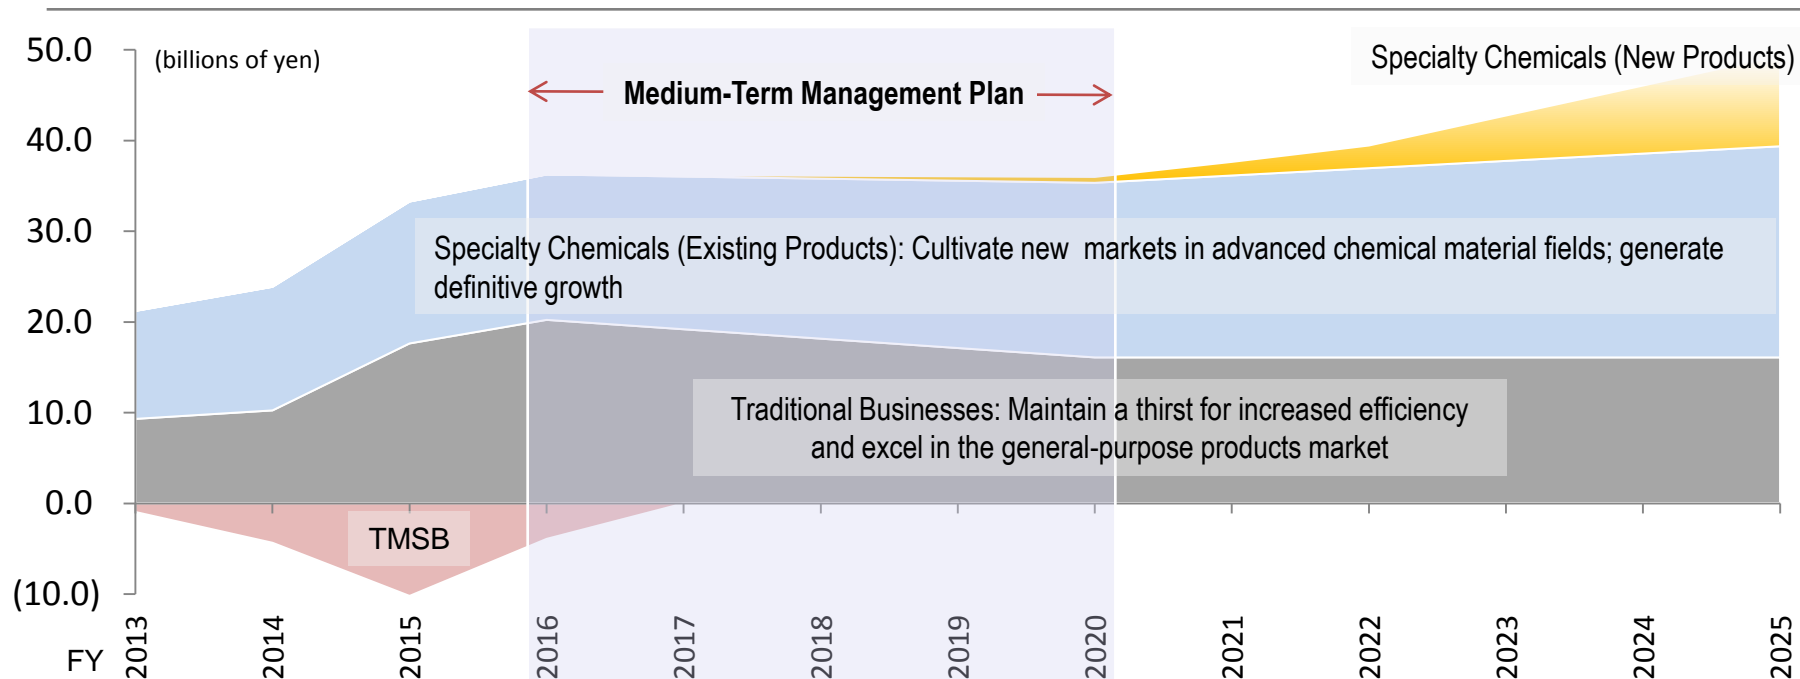 50.0
(billions of yen)
Specialty Chemicals (New Products)
Medium-Term Management Plan
40.0
30.0
Specialty Chemicals (Existing Products): Cultivate new  markets in advanced chemical material fields; generate
definitive growth
20.0
10.0
Traditional Businesses: Maintain a thirst for increased efficiency
and excel in the general-purpose products market
0.0
TMSB
(10.0)
FY
2013
2014
2015
2016
2017
2018
2019
2020
2021
2022
2023
2024
2025